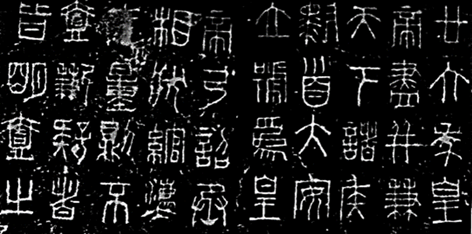 廿六年皇
帝盡并兼
天下諸侯
黔首大安
立號為皇
帝乃詔丞
相狀綰灋
度量則不
壹歉疑者
皆明壹之